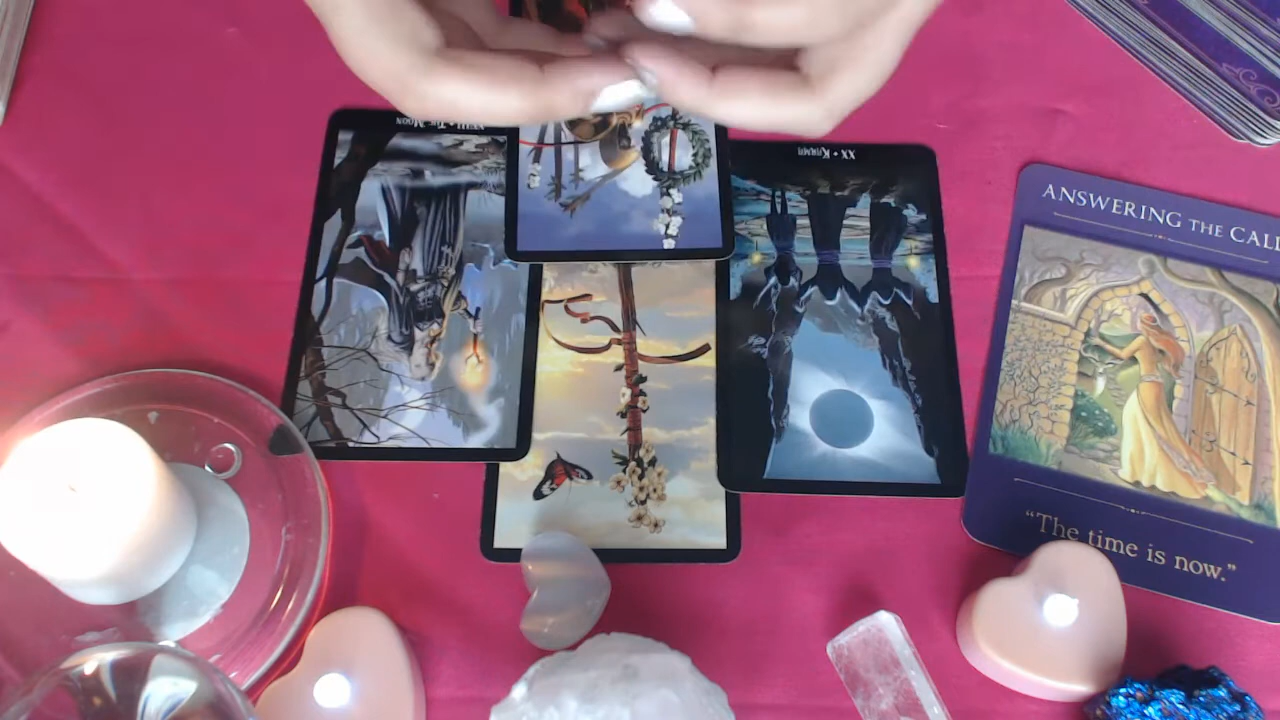 XVIII • THE MOON
XX • KARMA
ANSWERING THE CALL
“The time is now.”